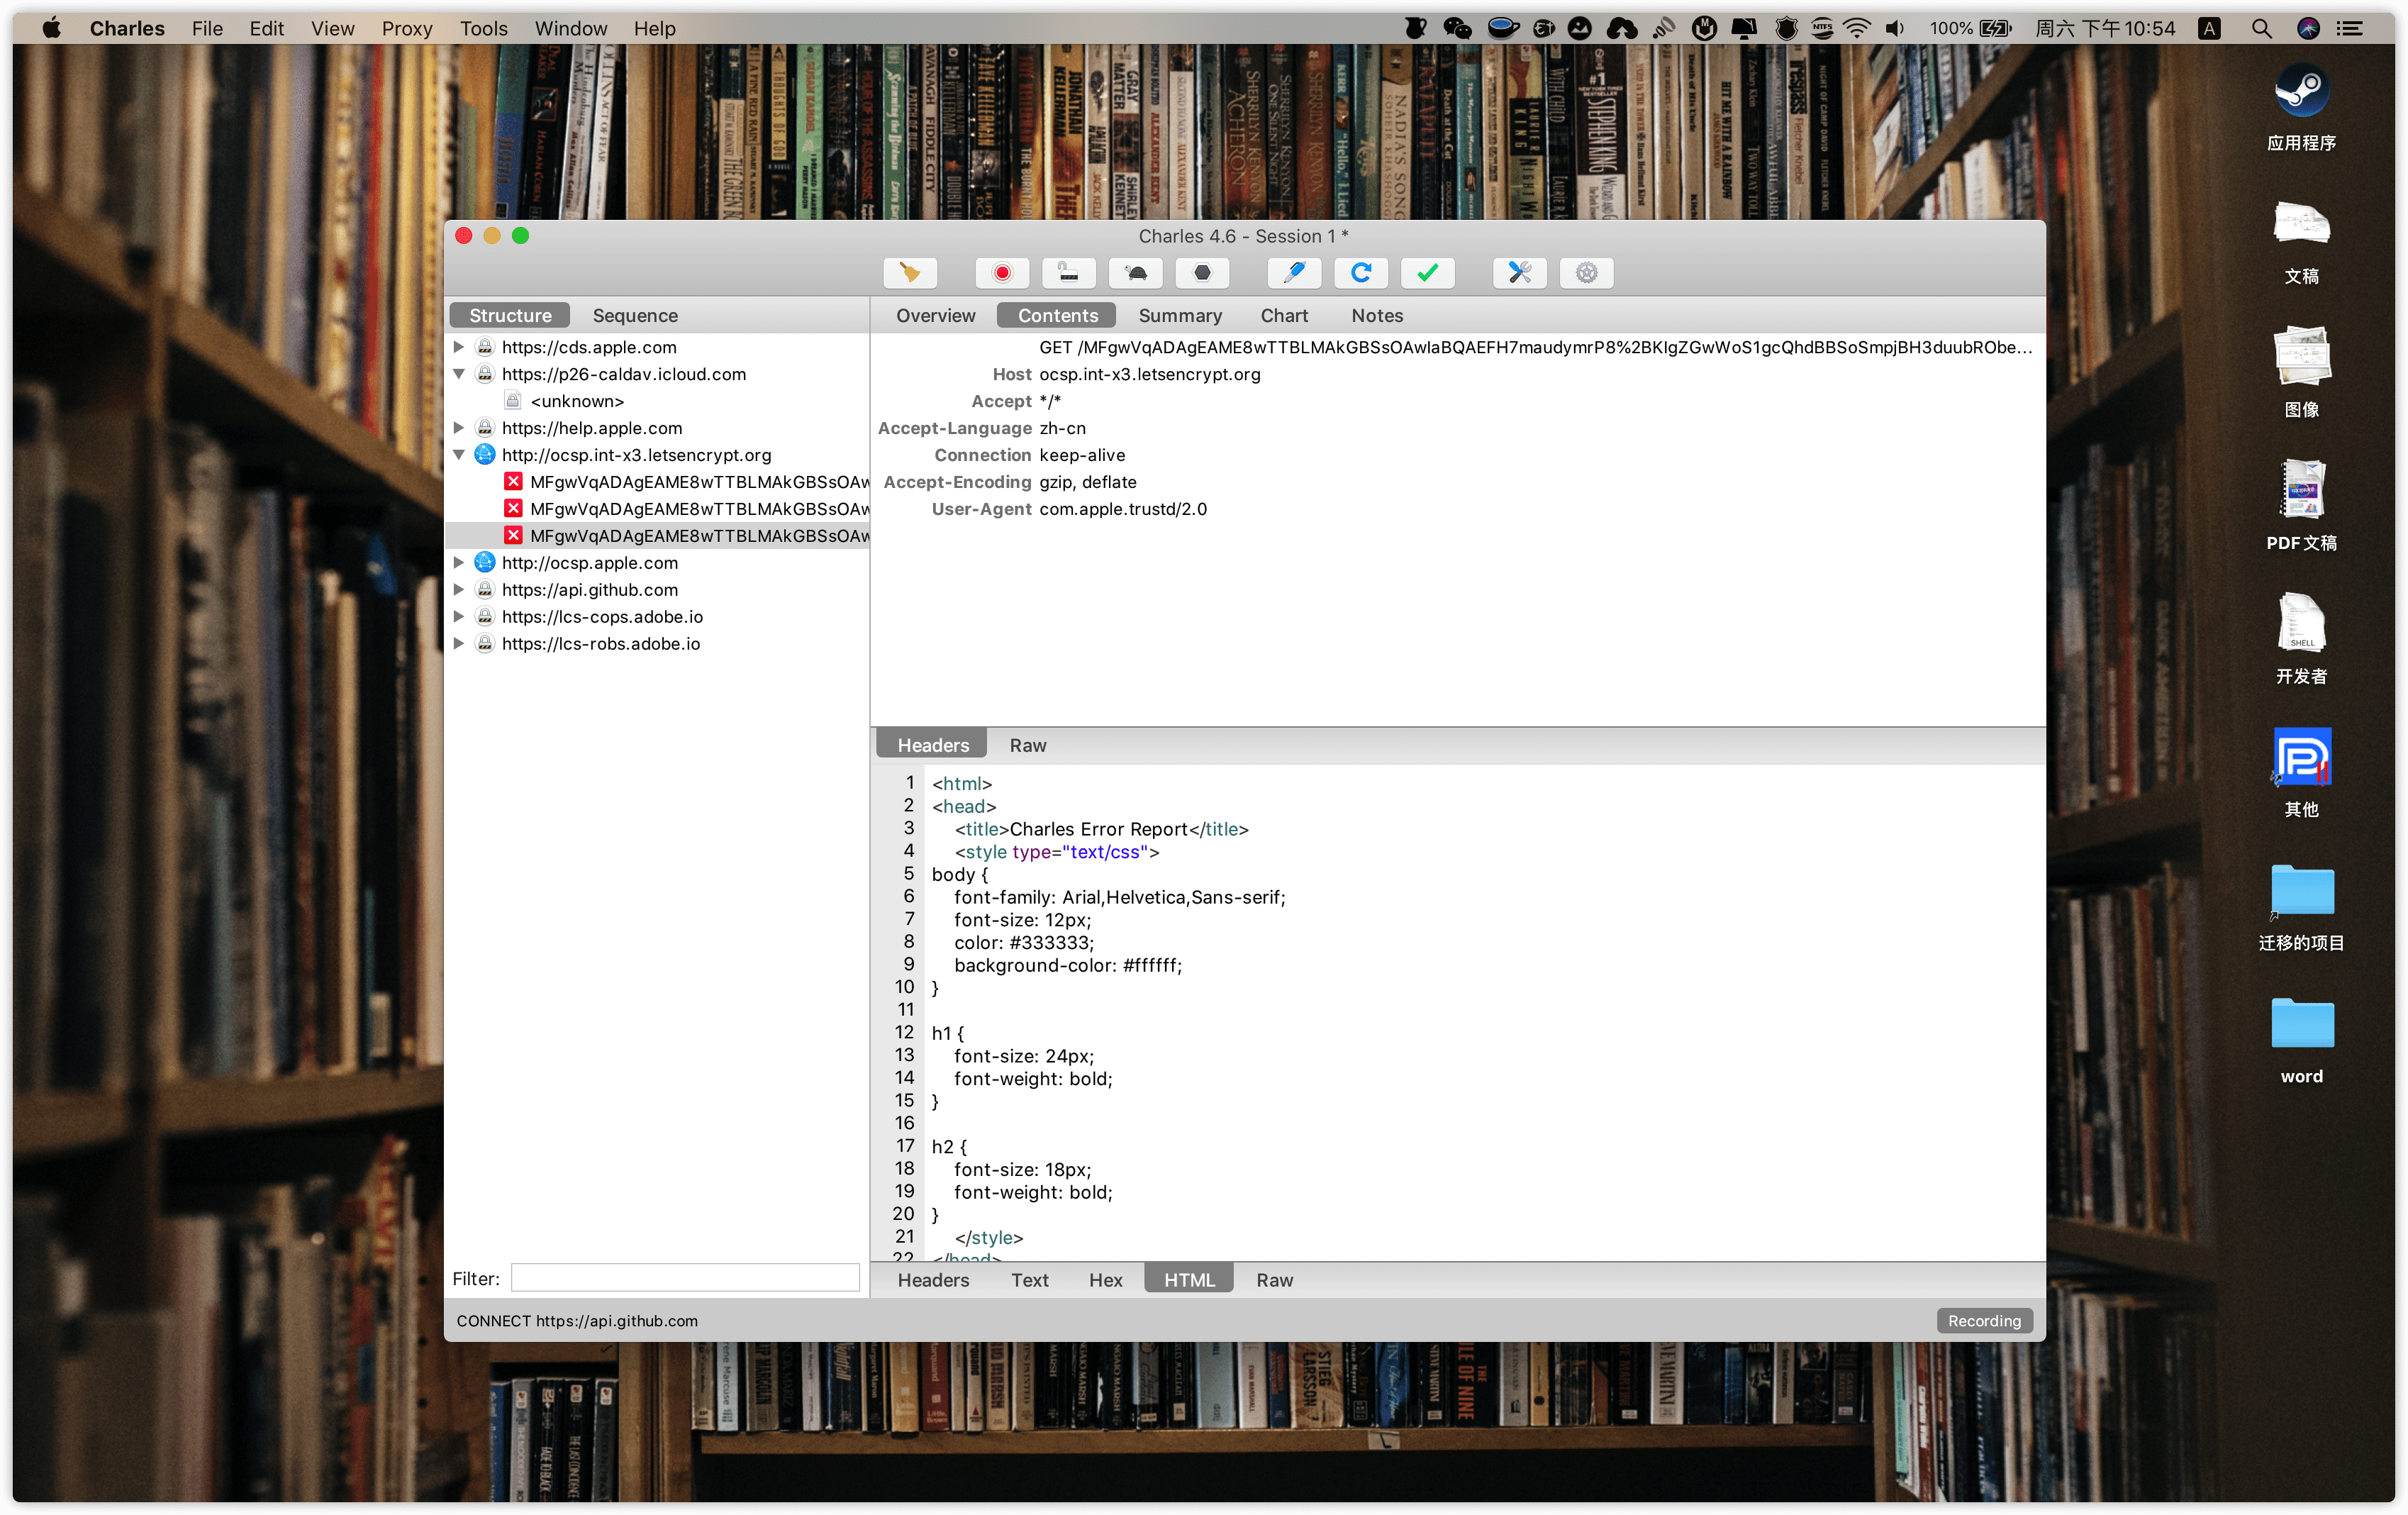 Charles File Edit View Proxy Tools Window Help
100% 周六 下午10:54 A
应用程序
文稿
图像
PDF文稿
SHELL
开发者
其他
迁移的项目
word
Charles 4.6 - Session 1 *
Structure Sequence
https://cds.apple.com
https://p26-caldav.icloud.com
<unknown>
https://help.apple.com
http://ocsp.int-x3.letsencrypt.org
MFgwVqADAgEAME8wTTBLMAkGBSsOAw
MFgwVqADAgEAME8wTTBLMAkGBSsOAw
MFgwVqADAgEAME8wTTBLMAkGBSsOAw
http://ocsp.apple.com
https://api.github.com
https://lcs-cops.adobe.io
https://lcs-robs.adobe.io
Filter:
Overview Contents Summary Chart Notes
GET /MFgwVqADAgEAME8wTTBLMAkGBSsOAwIaBQAEFH7maudymrP8%2BKIgZGwWoS1gcQhdBBSoSmpjBH3duubRObe...
Host ocsp.int-x3.letsencrypt.org
Accept */*
Accept-Language zh-cn
Connection keep-alive
Accept-Encoding gzip, deflate
User-Agent com.apple.trustd/2.0
Headers Raw
1 <html>
2 <head>
3 <title>Charles Error Report</title>
4 <style type="text/css">
5 body {
6 font-family: Arial,Helvetica,Sans-serif;
7 font-size: 12px;
8 color: #333333;
9 background-color: #ffffff;
10 }
11
12 h1 {
13 font-size: 24px;
14 font-weight: bold;
15 }
16
17 h2 {
18 font-size: 18px;
19 font-weight: bold;
20 }
21 </style>
22 </head>
Headers Text Hex HTML Raw
CONNECT https://api.github.com
Recording